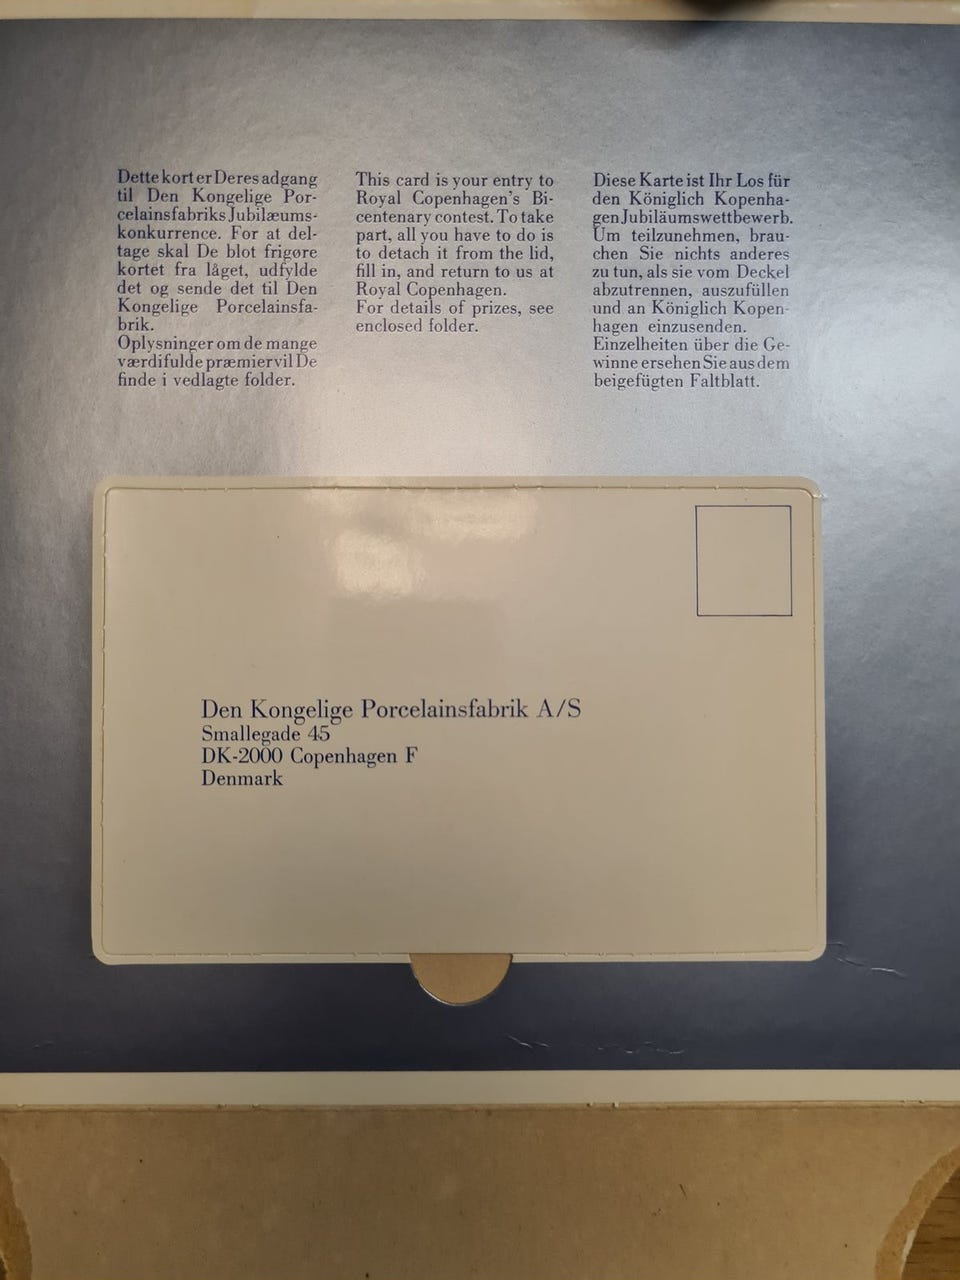 Dette kort er Deres adgang
til Den Kongelige Por-
celainsfabriks Jubilæums-
konkurrence. For at del-
tage skal De blot frigøre
kortet fra låget, udfylde
det og sende det til Den
Kongelige Porcelainsfa-
brik.
Oplysninger om de mange
værdifulde præmier vil De
finde i vedlagte folder.
This card is your entry to
Royal Copenhagen's Bi-
centenary contest. To take
part, all you have to do is
to detach it from the lid,
fill in, and return to us at
Royal Copenhagen.
For details of prizes, see
enclosed folder.
Diese Karte ist Ihr Los für
den Königlich Kopenha-
gen Jubiläumswettbewerb.
Um teilzunehmen, brau-
chen Sie nichts anderes
zu tun, als sie vom Deckel
abzutrennen, auszufüllen
und an Königlich Kopen-
hagen einzusenden.
Einzelheiten über die Ge-
winne ersehen Sie aus dem
beigefügten Faltblatt.
Den Kongelige Porcelainsfabrik A/S
Smallegade 45
DK-2000 Copenhagen F
Denmark